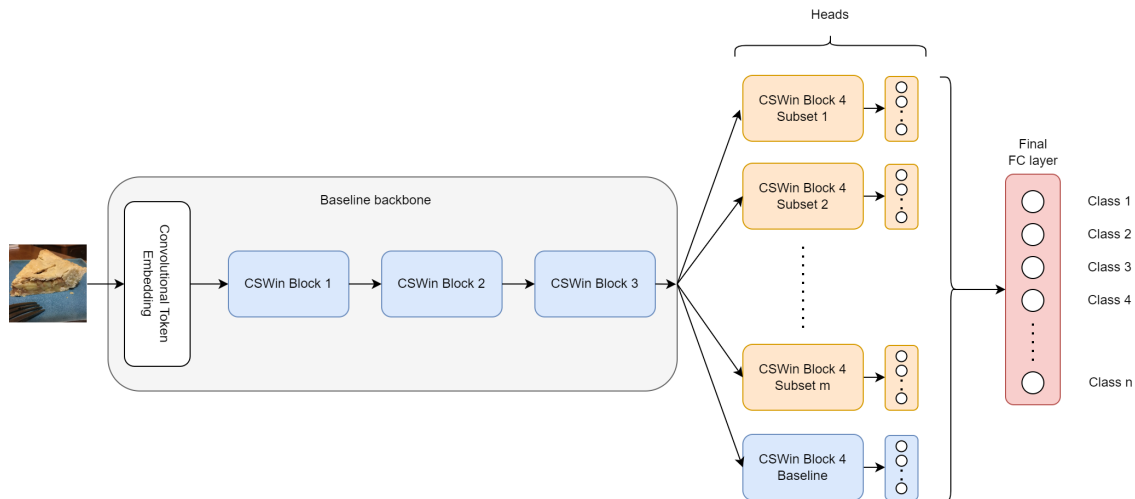 Heads
CSWin Block 4
Subset 1
Final
FC layer
CSWin Block 4
Subset 2
Baseline backbone
Convolutional Token
Embedding
CSWin Block 1
CSWin Block 2
CSWin Block 3
Class 1
Class 2
Class 3
Class 4
Class n
CSWin Block 4
Subset m
CSWin Block 4
Baseline